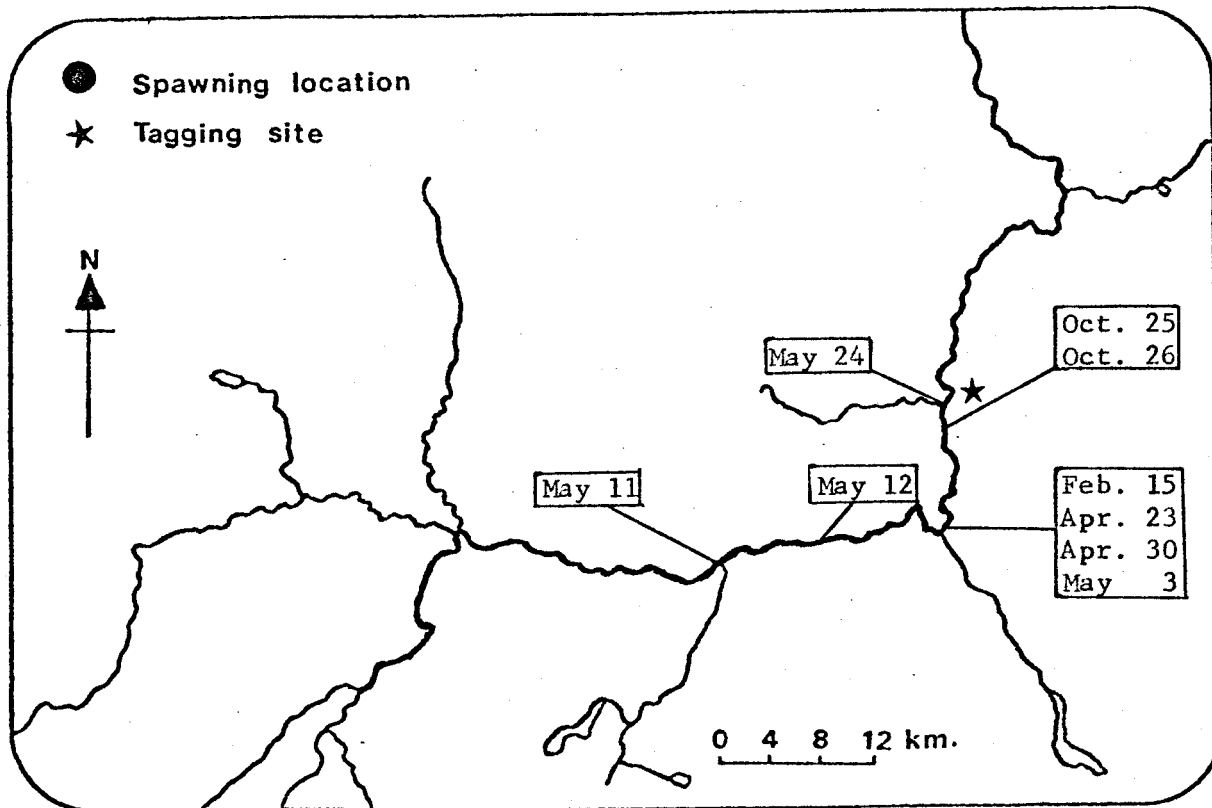 Spawning location
Tagging site
N
Oct. 25
Oct. 26
May 24
May 11
May 12
Feb. 15
Apr. 23
Apr. 30
May 3
0 4 8 12 km.